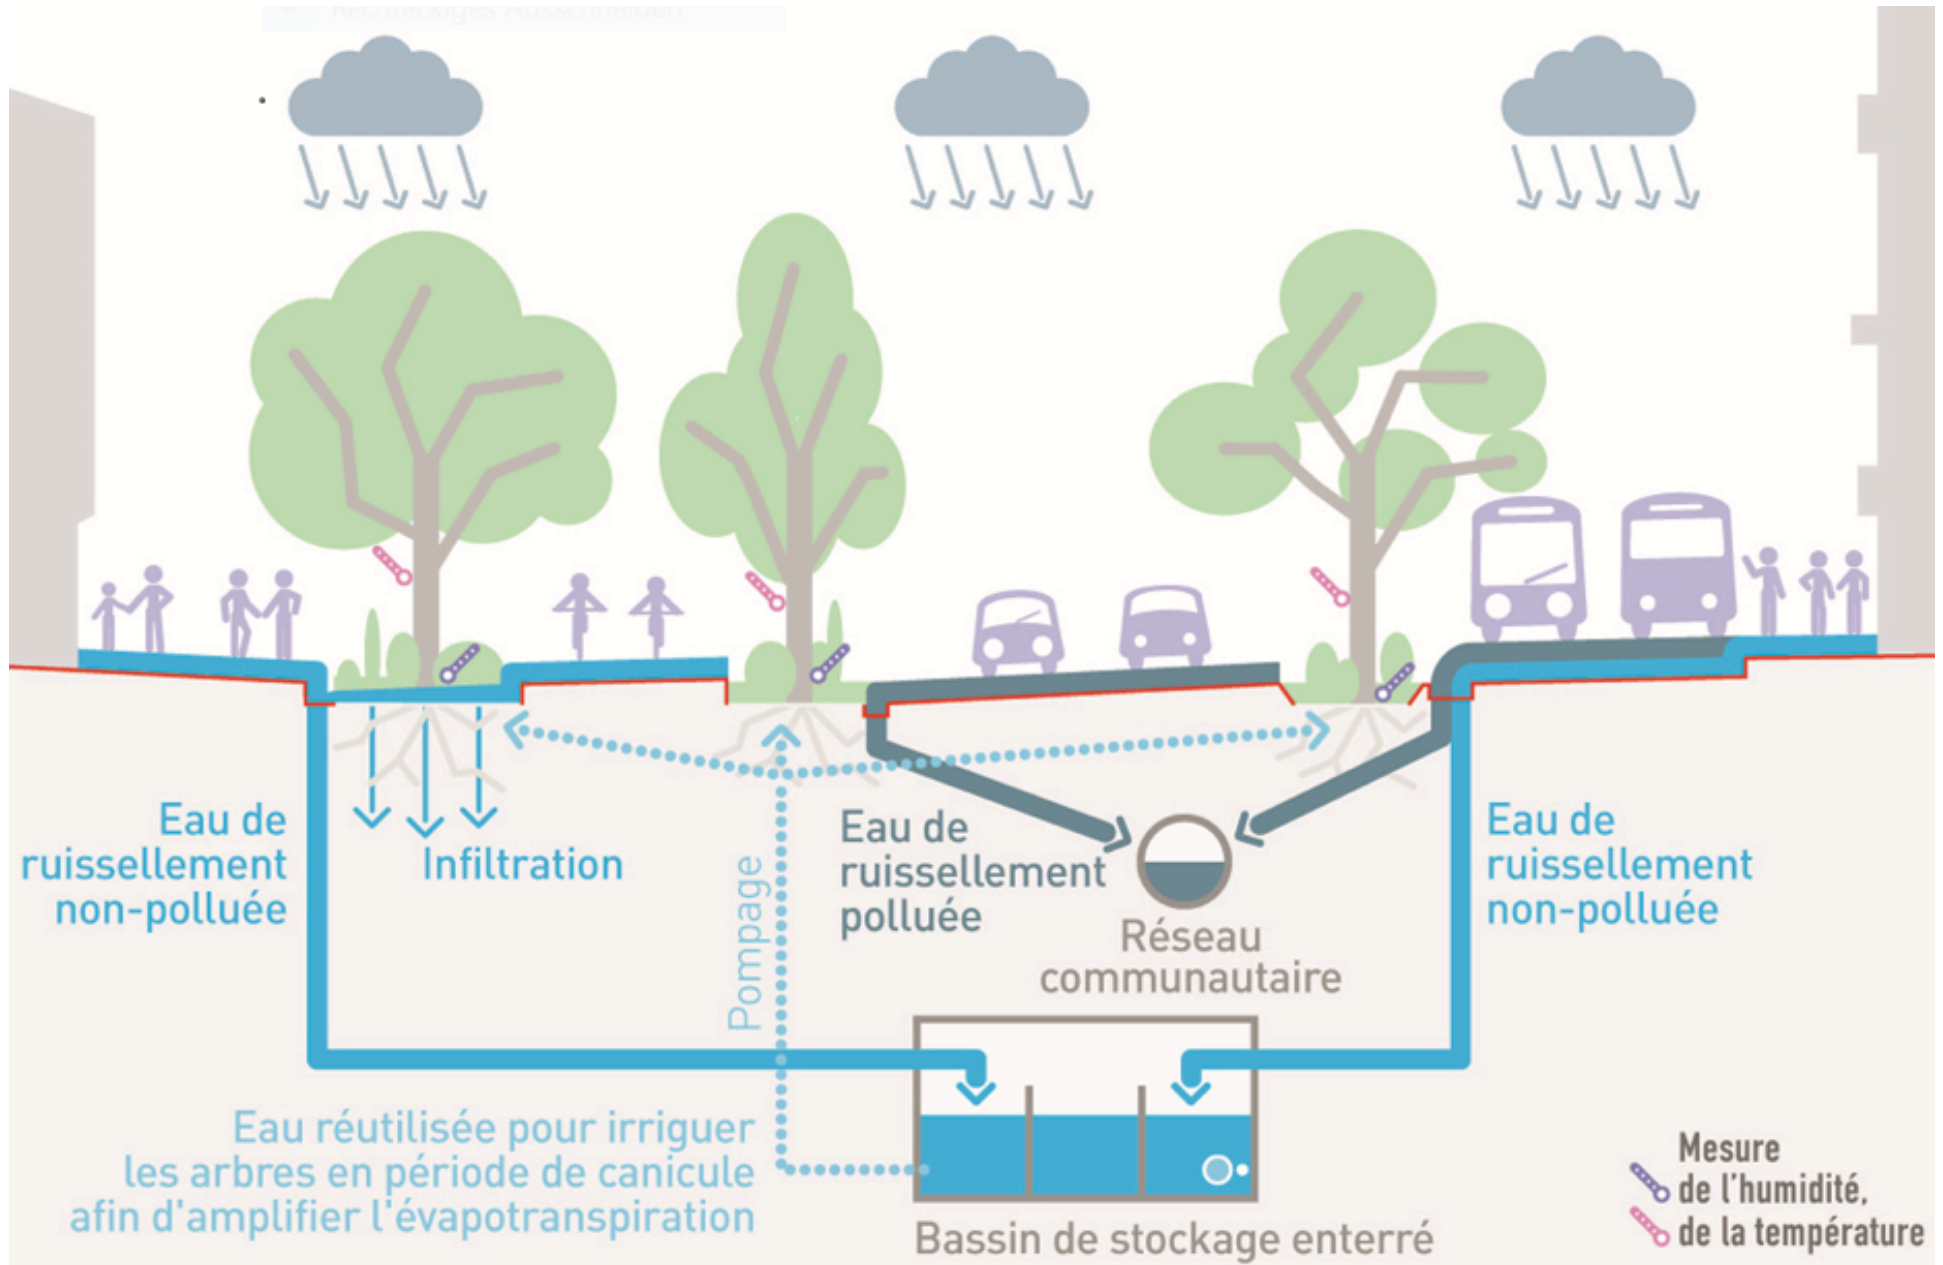 Rechteckiges Ausschneiden
Eau de
ruissellement
non-polluée
Infiltration
Pompage
Eau de
ruissellement
polluée
Réseau
communautaire
Eau de
ruissellement
non-polluée
Eau réutilisée pour irriguer
les arbres en période de canicule
afin d'amplifier l'évapotranspiration
Bassin de stockage enterré
Mesure
de l'humidité,
de la température